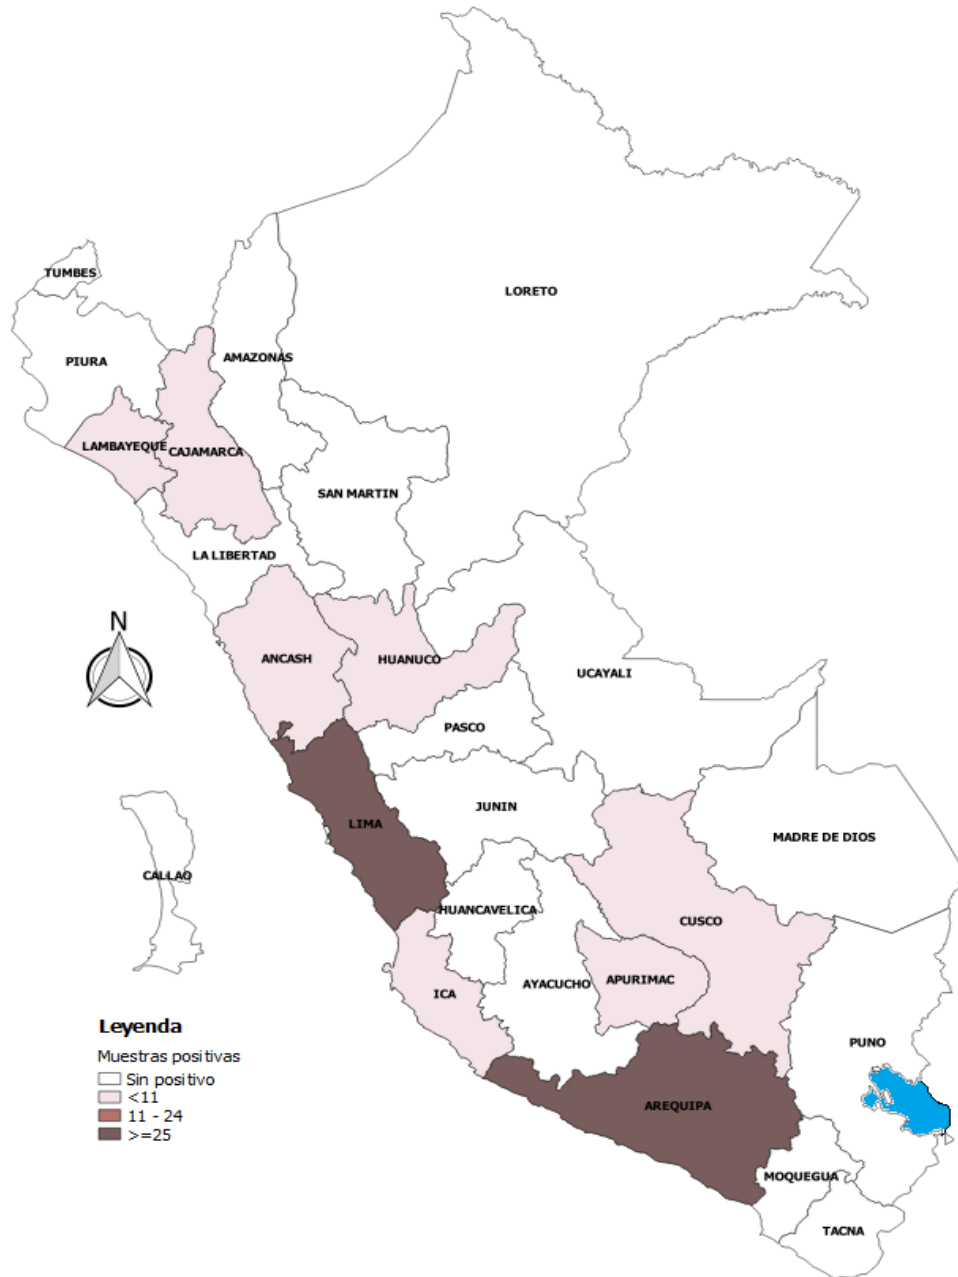 TUMBES
LORETO
PIURA
AMAZONAS
LAMBAYEQUE
CAJAMARCA
SAN MARTIN
LA LIBERTAD
N
ANCASH
HUANUCO
UCAYALI
PASCO
JUNIN
LIMA
MADRE DE DIOS
CALLAO
HUANCAVELICA
CUSCO
AYACUCHO
APURIMAC
ICA
PUNO
AREQUIPA
MOQUEGUA
TACNA
Leyenda
Muestras positivas
Sin positivo
<11
11 - 24
>=25